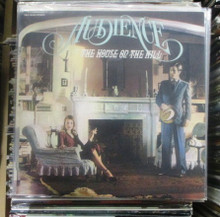 AUDIENCE
THE HOUSE ON THE HILL